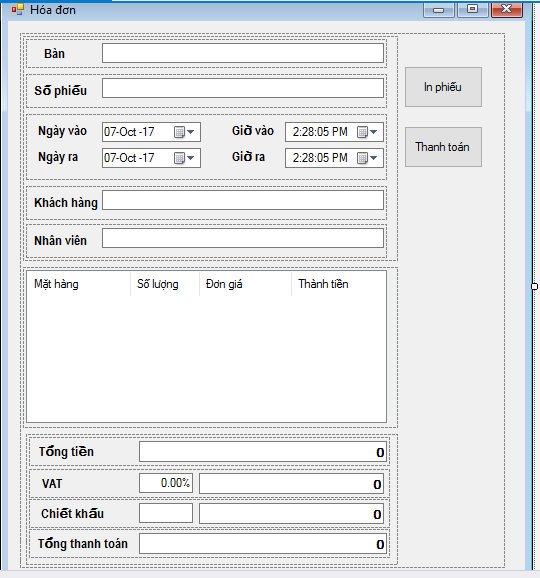 Hóa đơn
Bàn
Số phiếu
In phiếu
Ngày vào 07-Oct -17 Giờ vào 2:28:05 PM
Thanh toán
Ngày ra 07-Oct -17 Giờ ra 2:28:05 PM
Khách hàng
Nhân viên
Mặt hàng Số lượng Đơn giá Thành tiền
Tổng tiền 0
VAT 0.00% 0
Chiết khấu 0
Tổng thanh toán 0